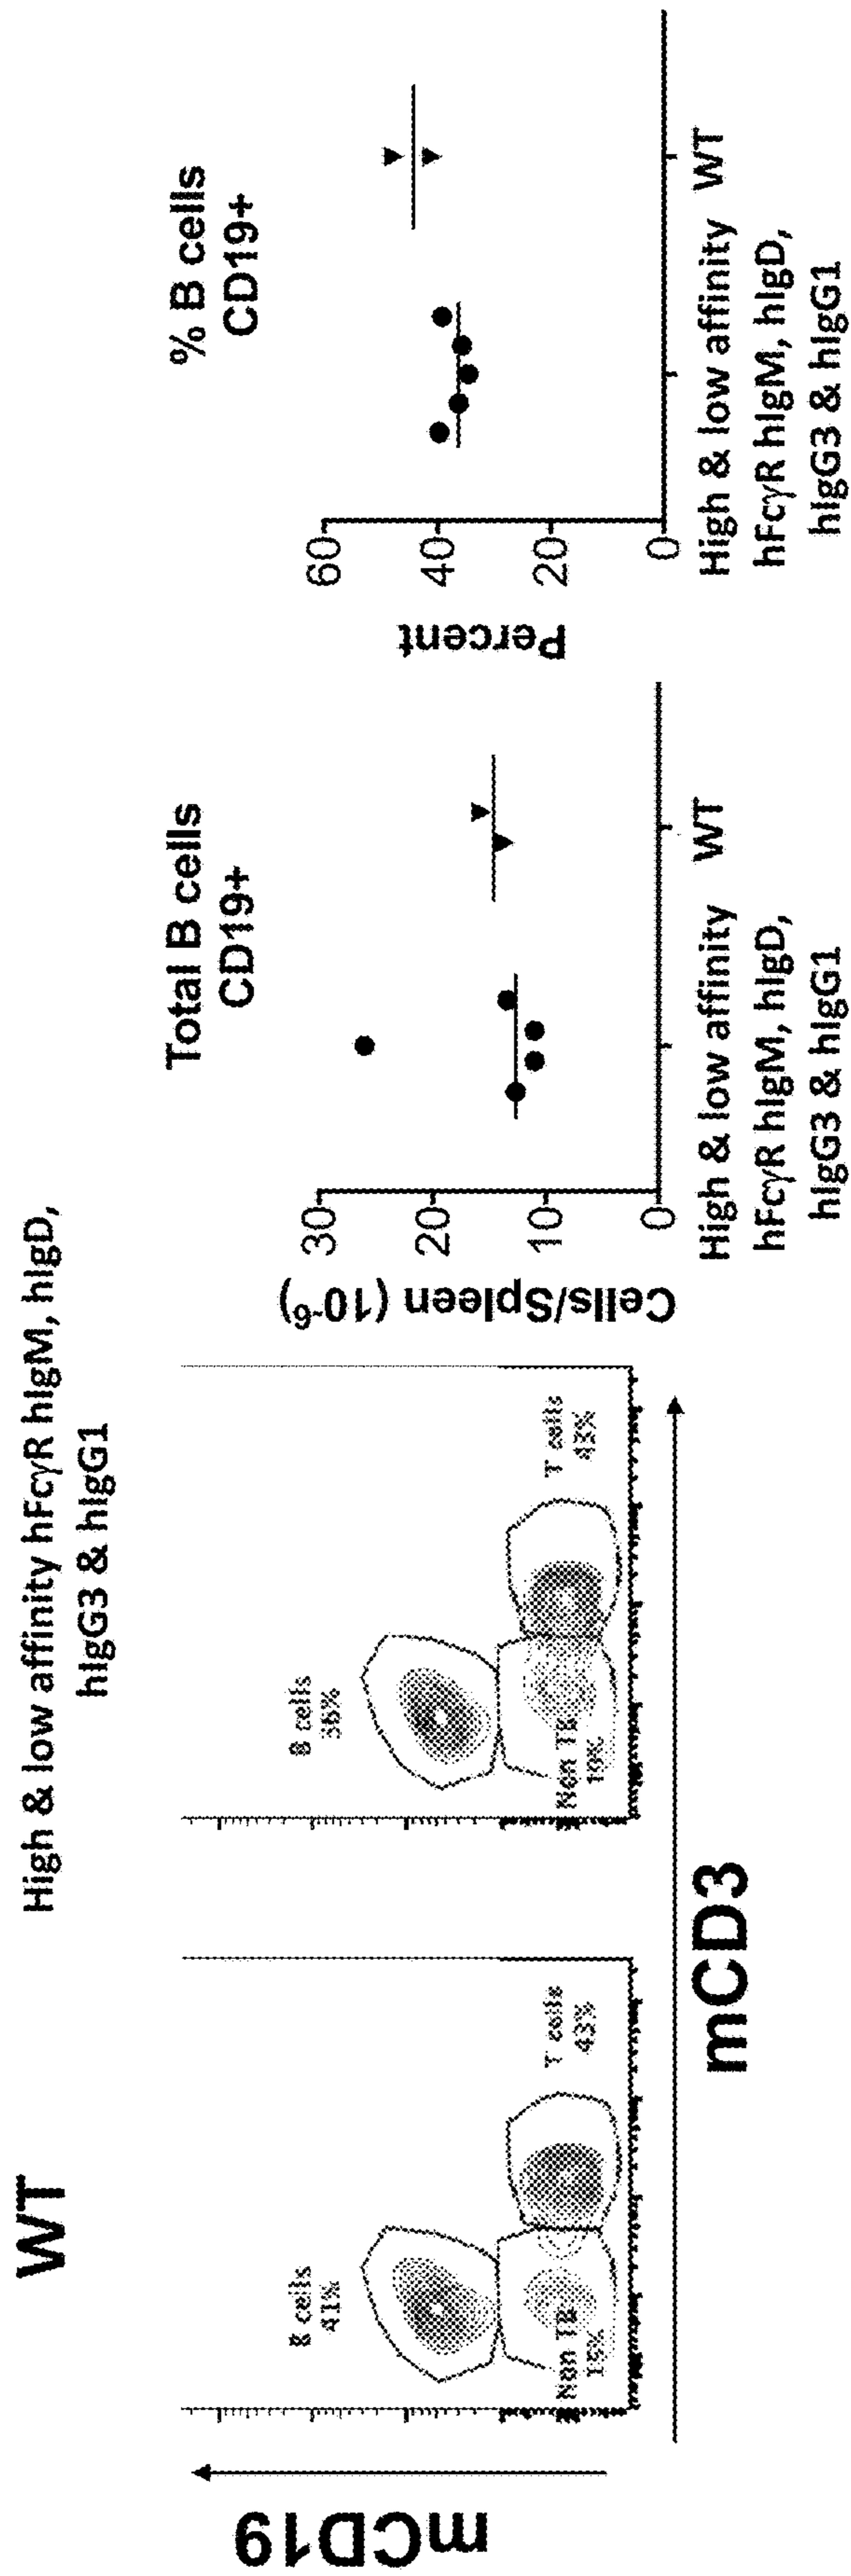 WT
High & low affinity hFcγR hIgM, hIgD,
hIgG3 & hIgG1
mCD19
B cells
41%
Non TB
15%
T cells
43%
B cells
36%
Non TB
19%
T cells
43%
mCD3
Total B cells
CD19+
Cells/Spleen (10-6)
30
20
10
0
High & low affinity
hFcγR hIgM, hIgD,
hIgG3 & hIgG1
WT
% B cells
CD19+
Percent
60
40
20
0
High & low affinity
hFcγR hIgM, hIgD,
hIgG3 & hIgG1
WT